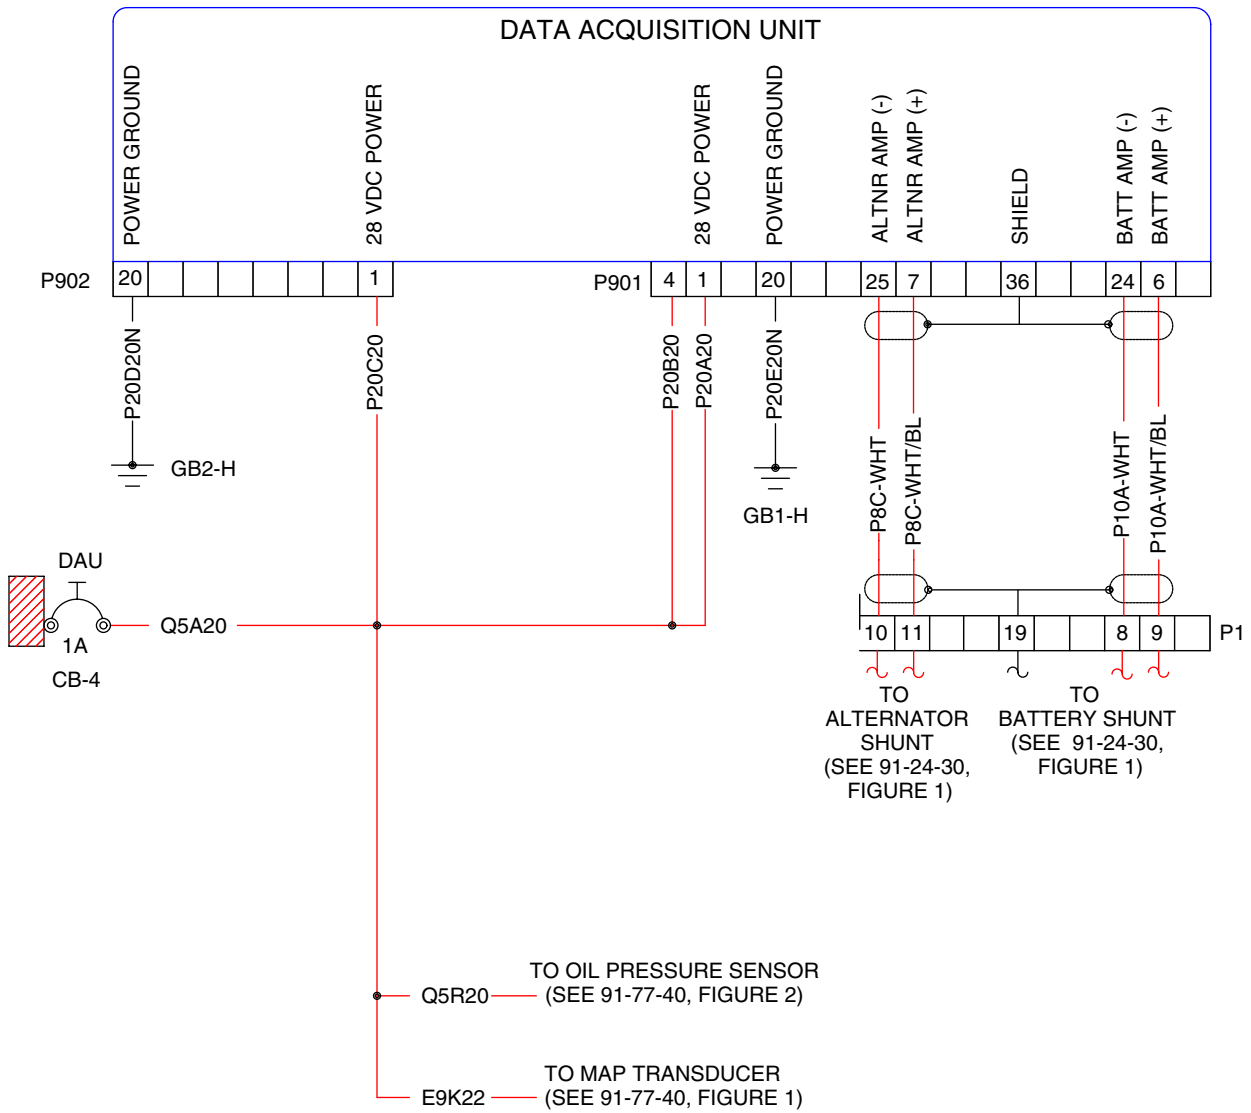 DATA ACQUISITION UNIT
POWER GROUND
28 VDC POWER
28 VDC POWER
POWER GROUND
ALTNR AMP (-)
ALTNR AMP (+)
SHIELD
BATT AMP (-)
BATT AMP (+)
P902
20
1
P901
4
1
20
25
7
36
24
6
P20D20N
P20C20
P20B20
P20A20
P20E20N
P8C-WHT
P8C-WHT/BL
P10A-WHT
P10A-WHT/BL
GB2-H
GB1-H
DAU
Q5A20
1A
CB-4
10
11
19
8
9
P1
TO
ALTERNATOR
SHUNT
(SEE 91-24-30,
FIGURE 1)
TO
BATTERY SHUNT
(SEE 91-24-30,
FIGURE 1)
Q5R20
TO OIL PRESSURE SENSOR
(SEE 91-77-40, FIGURE 2)
E9K22
TO MAP TRANSDUCER
(SEE 91-77-40, FIGURE 1)